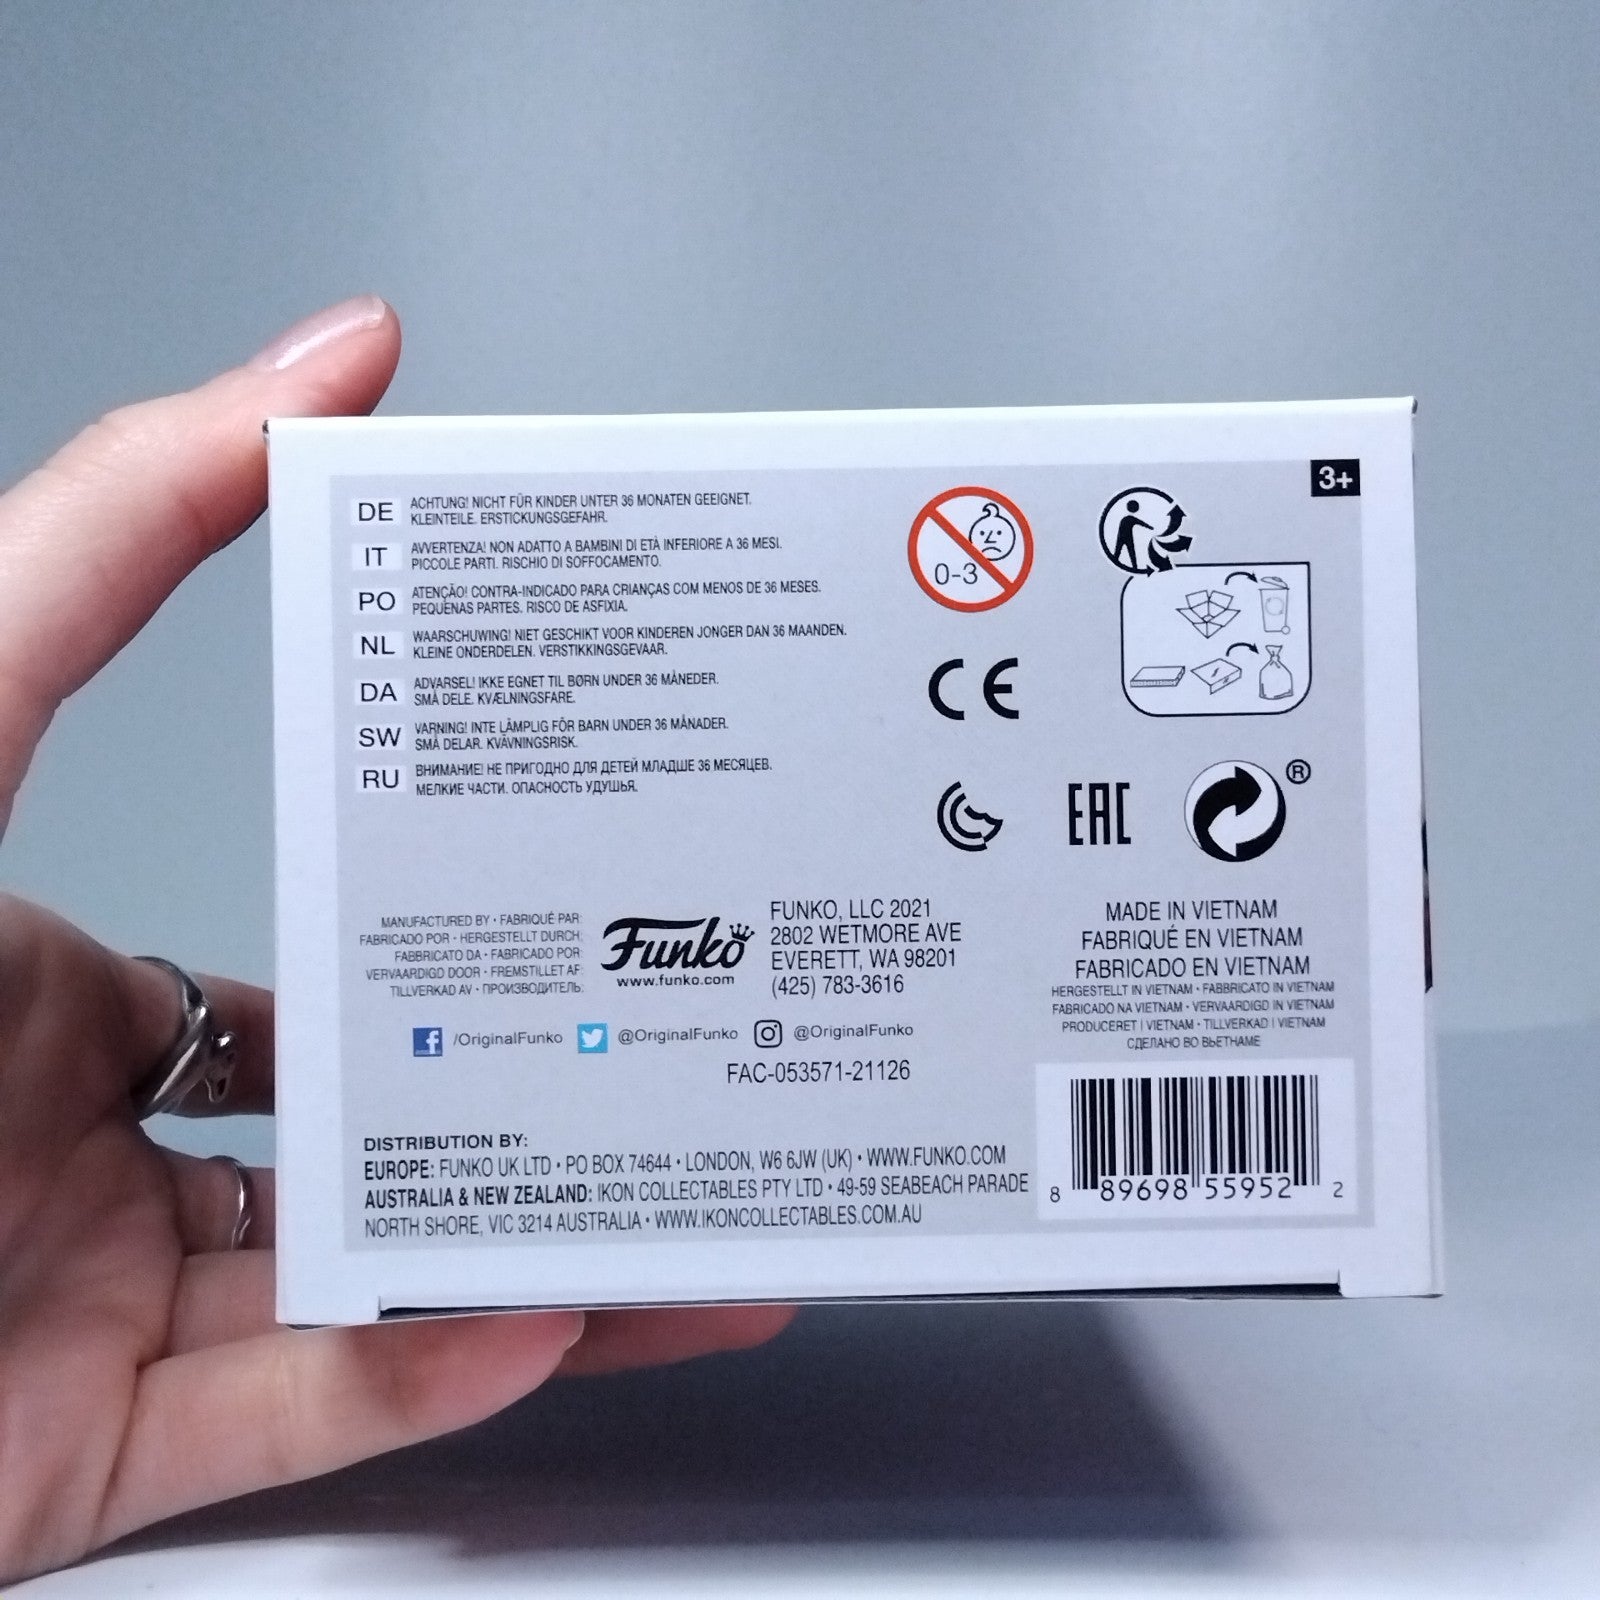 3+
DE ACHTUNG! NICHT FÜR KINDER UNTER 36 MONATEN GEEIGNET.
KLEINTEILE. ERSTICKUNGSGEFAHR.
IT AVVERTENZA! NON ADATTO A BAMBINI DI ETÀ INFERIORE A 36 MESI.
PICCOLE PARTI. RISCHIO DI SOFFOCAMENTO.
PO ATENÇÃO! CONTRA-INDICADO PARA CRIANÇAS COM MENOS DE 36 MESES.
PEQUENAS PARTES. RISCO DE ASFIXIA.
NL WAARSCHUWING! NIET GESCHIKT VOOR KINDEREN JONGER DAN 36 MAANDEN.
KLEINE ONDERDELEN. VERSTIKKINGSGEVAAR.
DA ADVARSEL! IKKE EGNET TIL BØRN UNDER 36 MÅNEDER.
SMÅ DELE. KVÆLNINGSFARE.
SW VARNING! INTE LÄMPLIG FÖR BARN UNDER 36 MÅNADER.
SMÅ DELAR. KVÄVNINGSRISK.
RU ВНИМАНИЕ! НЕ ПРИГОДНО ДЛЯ ДЕТЕЙ МЛАДШЕ 36 МЕСЯЦЕВ.
МЕЛКИЕ ЧАСТИ. ОПАСНОСТЬ УДУШЬЯ.
0-3
CE
EAC
®
MANUFACTURED BY • FABRIQUÉ PAR:
FABRICADO POR • HERGESTELLT DURCH:
FABBRICATO DA • FABRICADO POR:
VERVAARDIGD DOOR • FREMSTILLET AF:
TILLVERKAD AV • ПРОИЗВОДИТЕЛЬ:
Funko
www.funko.com
FUNKO, LLC 2021
2802 WETMORE AVE
EVERETT, WA 98201
(425) 783-3616
MADE IN VIETNAM
FABRIQUÉ EN VIETNAM
FABRICADO EN VIETNAM
HERGESTELLT IN VIETNAM • FABBRICATO IN VIETNAM
FABRICADO NA VIETNAM • VERVAARDIGD IN VIETNAM
PRODUCERET I VIETNAM • TILLVERKAD I VIETNAM
СДЕЛАНО ВО ВЬЕТНАМЕ
f /OriginalFunko @OriginalFunko @OriginalFunko
FAC-053571-21126
DISTRIBUTION BY:
EUROPE: FUNKO UK LTD • PO BOX 74644 • LONDON, W6 6JW (UK) • WWW.FUNKO.COM
AUSTRALIA & NEW ZEALAND: IKON COLLECTABLES PTY LTD • 49-59 SEABEACH PARADE
NORTH SHORE, VIC 3214 AUSTRALIA • WWW.IKONCOLLECTABLES.COM.AU
8 89698 55952 2